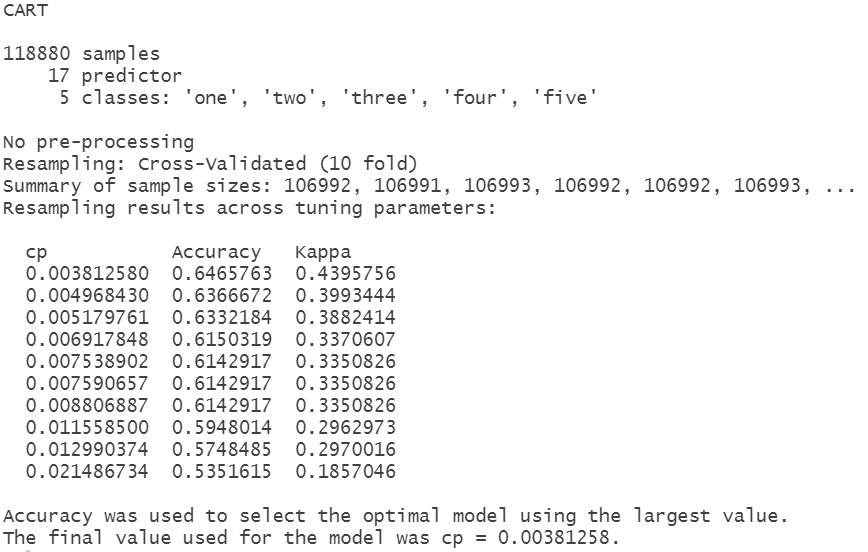 CART
118880 samples
17 predictor
5 classes: 'one', 'two', 'three', 'four', 'five'
No pre-processing
Resampling: Cross-Validated (10 fold)
Summary of sample sizes: 106992, 106991, 106993, 106992, 106992, 106993, ...
Resampling results across tuning parameters:
cp Accuracy Kappa
0.003812580 0.6465763 0.4395756
0.004968430 0.6366672 0.3993444
0.005179761 0.6332184 0.3882414
0.006917848 0.6150319 0.3370607
0.007538902 0.6142917 0.3350826
0.007590657 0.6142917 0.3350826
0.008806887 0.6142917 0.3350826
0.011558500 0.5948014 0.2962973
0.012990374 0.5748485 0.2970016
0.021486734 0.5351615 0.1857046
Accuracy was used to select the optimal model using the largest value.
The final value used for the model was cp = 0.00381258.